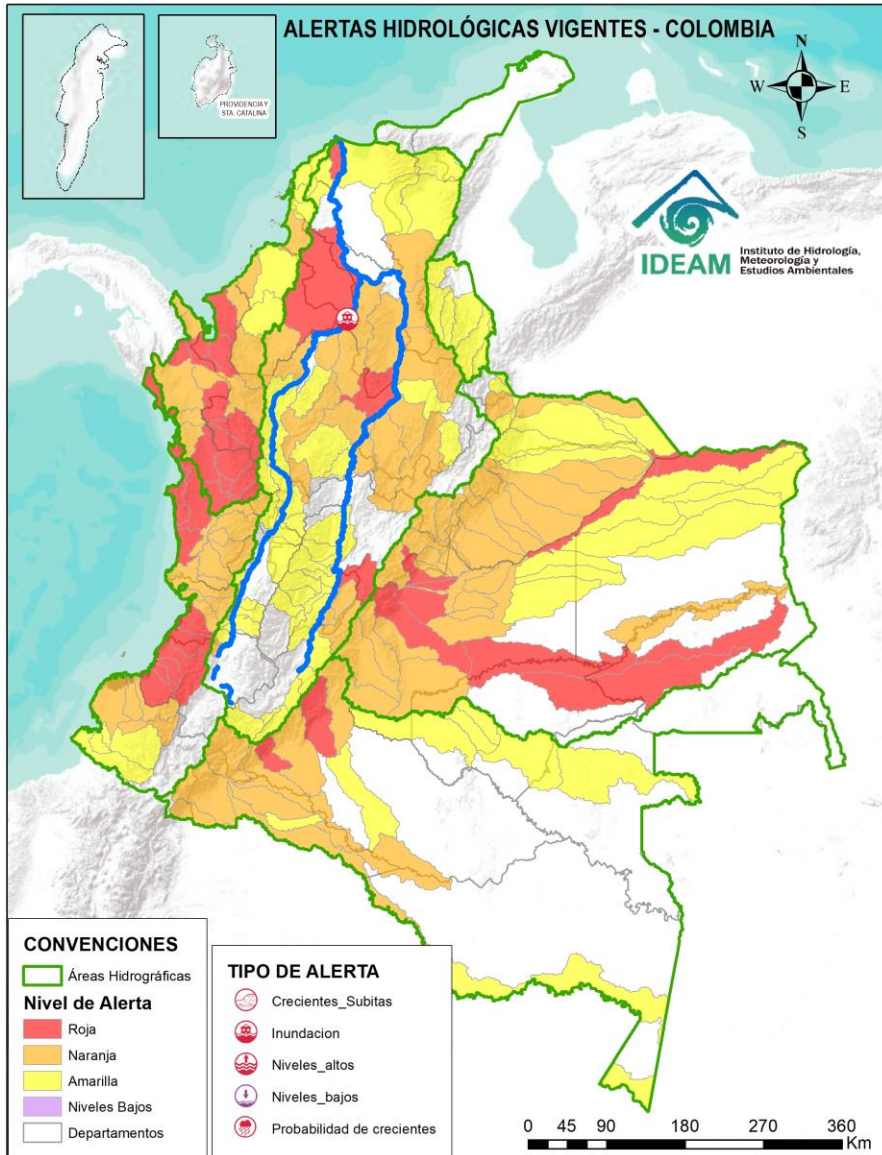 ALERTAS HIDROLÓGICAS VIGENTES - COLOMBIA
PROVIDENCIA Y
STA. CATALINA
N
W
E
S
IDEAM
Instituto de Hidrología,
Meteorología y
Estudios Ambientales
CONVENCIONES
Áreas Hidrográficas
Nivel de Alerta
Roja
Naranja
Amarilla
Niveles Bajos
Departamentos
TIPO DE ALERTA
Crecientes_Subitas
Inundacion
Niveles_altos
Niveles_bajos
Probabilidad de crecientes
0 45 90 180 270 360
Km